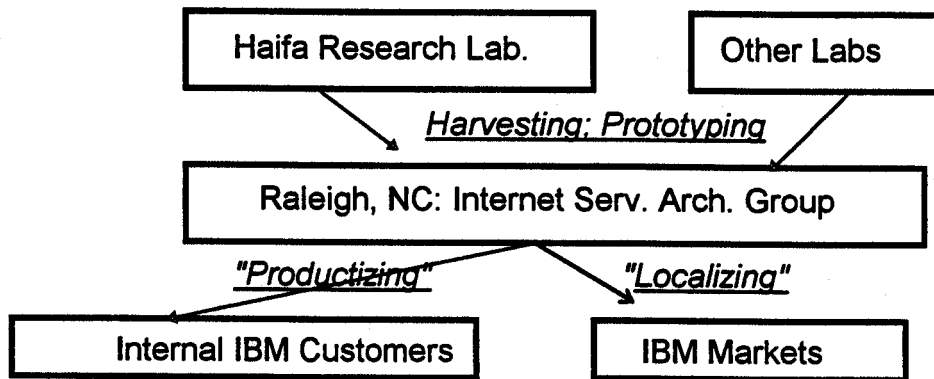 Haifa Research Lab.
Other Labs
Harvesting; Prototyping
Raleigh, NC: Internet Serv. Arch. Group
"Productizing"
"Localizing"
Internal IBM Customers
IBM Markets